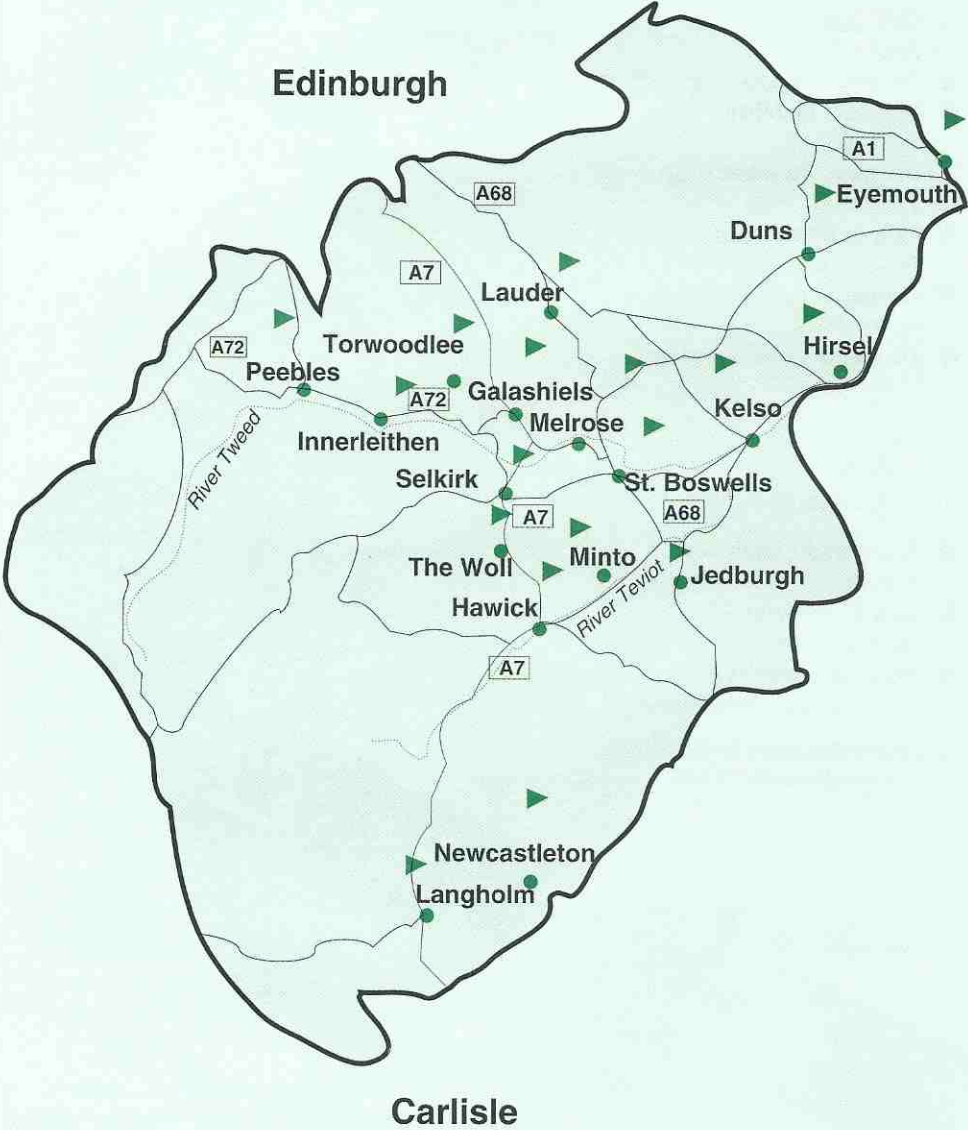 Edinburgh
A1
A68
Eyemouth
Duns
A7
Lauder
Torwoodlee
Hirsel
A72
Peebles
A72
Galashiels
Kelso
Melrose
Innerleithen
River Tweed
Selkirk
St. Boswells
A7
A68
Minto
The Woll
Jedburgh
River Teviot
Hawick
A7
Newcastleton
Langholm
Carlisle